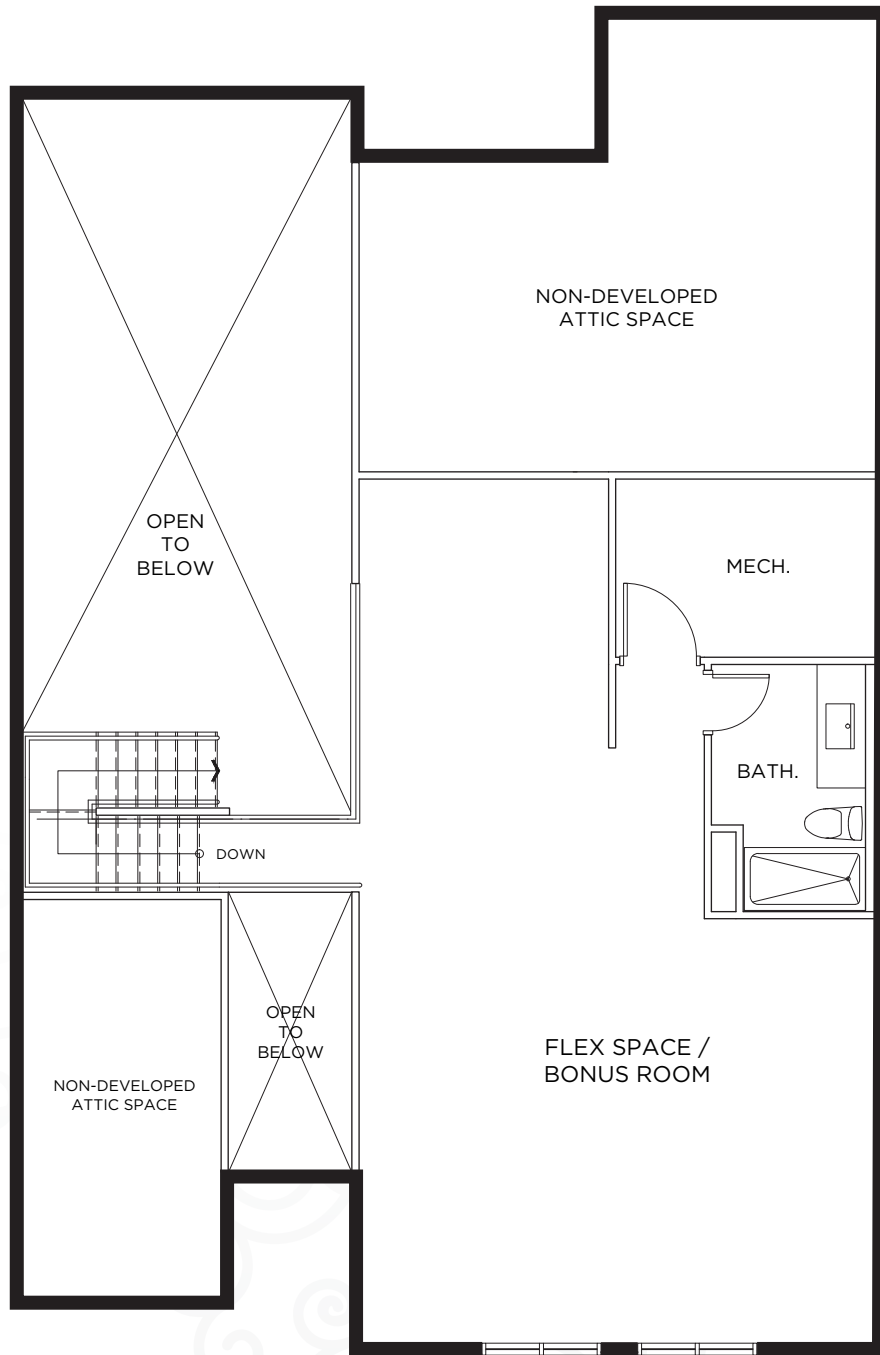 NON-DEVELOPED
ATTIC SPACE
OPEN
TO
BELOW
MECH.
BATH.
DOWN
OPEN
TO
BELOW
FLEX SPACE /
BONUS ROOM
NON-DEVELOPED
ATTIC SPACE